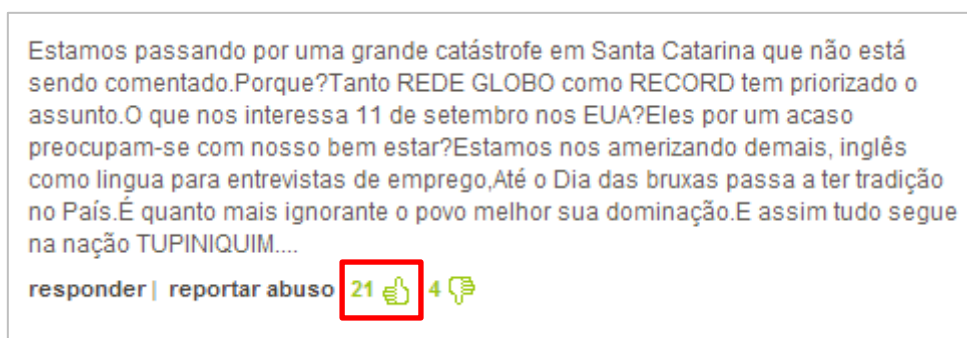 Estamos passando por uma grande catástrofe em Santa Catarina que não está
sendo comentado.Porque?Tanto REDE GLOBO como RECORD tem priorizado o
assunto.O que nos interessa 11 de setembro nos EUA?Eles por um acaso
preocupam-se com nosso bem estar?Estamos nos amerizando demais, inglês
como lingua para entrevistas de emprego,Até o Dia das bruxas passa a ter tradição
no País.É quanto mais ignorante o povo melhor sua dominação.E assim tudo segue
na nação TUPINIQUIM....
responder | reportar abuso 21 4